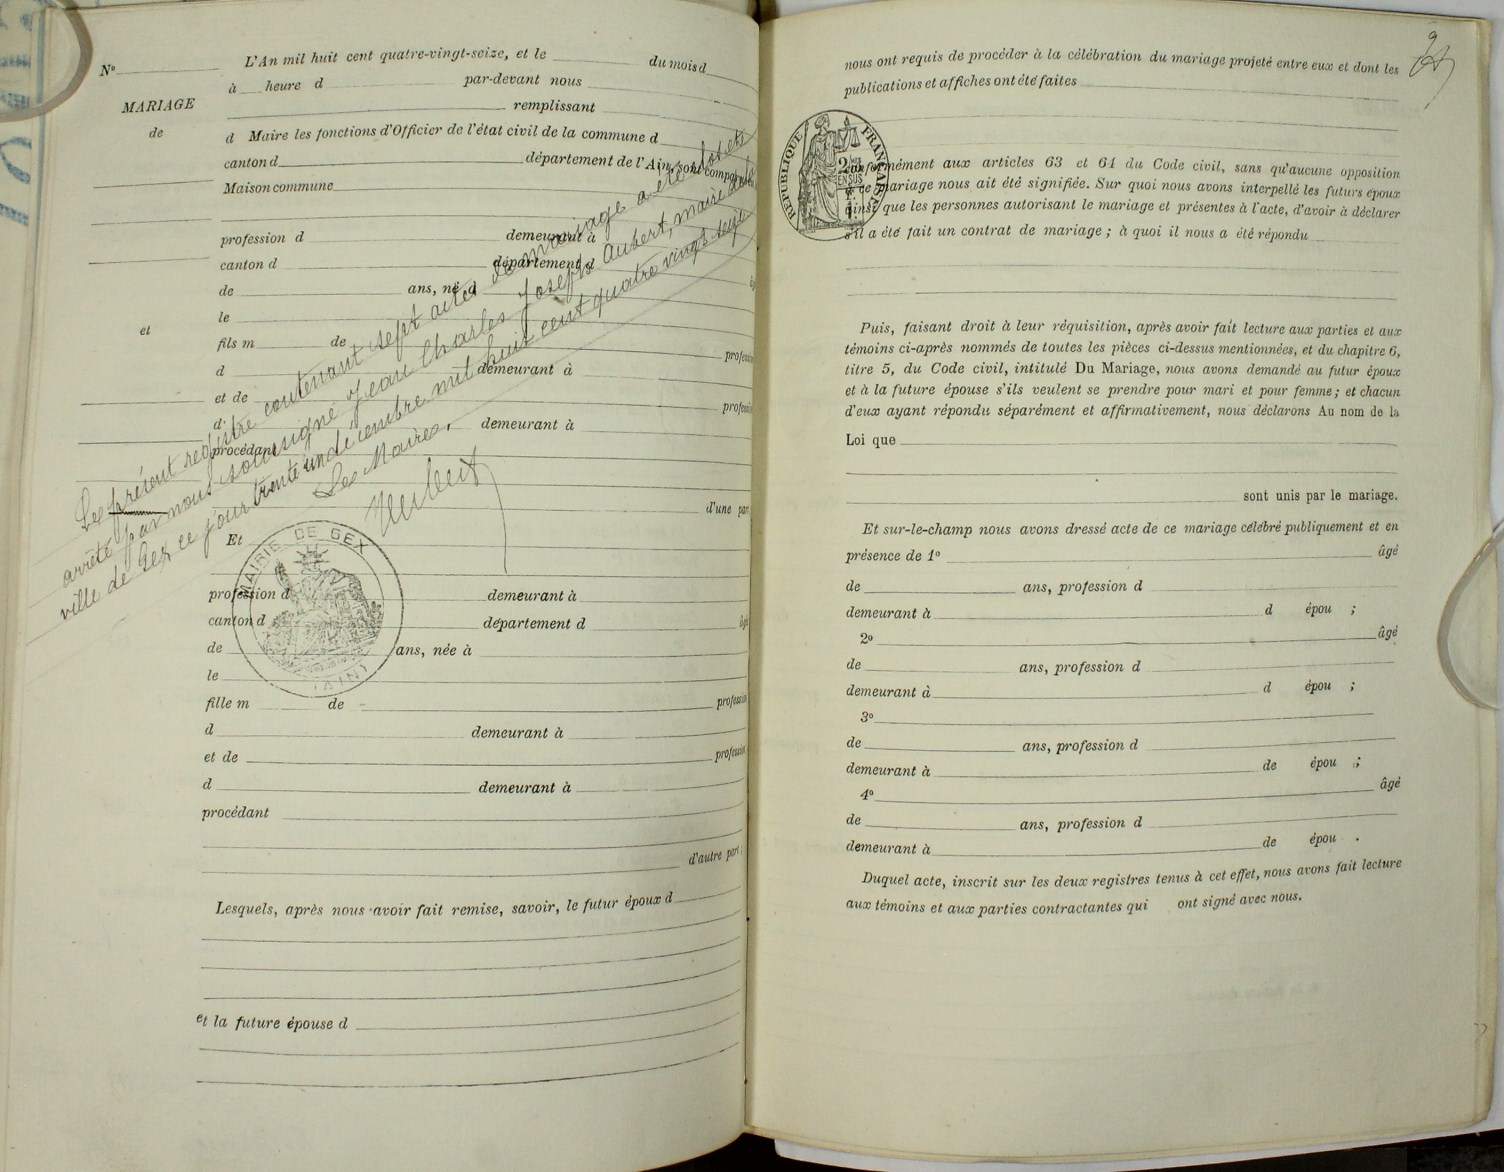 N°
MARIAGE
de
et
L'An mil huit cent quatre-vingt-seize, et le du mois d
à heure d par-devant nous
remplissant
d Maire les fonctions d'Officier de l'état civil de la commune d
canton d département de l'Ain, sont comparus
Maison commune
profession d demeurant à
canton d département d
de ans, né d
le
fils m de profession
d demeurant à
et de profession
d demeurant à
procédant
d'une part
Et
profession d demeurant à
canton d département d âgé
de ans, née à
le
fille m de profession
d demeurant à
et de profession
d demeurant à
procédant
d'autre part;
Lesquels, après nous avoir fait remise, savoir, le futur époux d
et la future épouse d
Le présent registre contenant sept actes de mariage a été clos et
arrêté par nous soussigné Jean Charles Joseph Aubert, maire de la
ville de Gex ce jour trente un décembre mil huit cent quatre vingt seize
Le Maire,
Aubert
MAIRIE DE GEX
(AIN)
9
nous ont requis de procéder à la célébration du mariage projeté entre eux et dont les
publications et affiches ont été faites
RÉPUBLIQUE FRANÇAISE
conformément aux articles 63 et 64 du Code civil, sans qu'aucune opposition
à ce mariage nous ait été signifiée. Sur quoi nous avons interpellé les futurs époux
ainsi que les personnes autorisant le mariage et présentes à l'acte, d'avoir à déclarer
s'il a été fait un contrat de mariage; à quoi il nous a été répondu
Puis, faisant droit à leur réquisition, après avoir fait lecture aux parties et aux
témoins ci-après nommés de toutes les pièces ci-dessus mentionnées, et du chapitre 6,
titre 5, du Code civil, intitulé Du Mariage, nous avons demandé au futur époux
et à la future épouse s'ils veulent se prendre pour mari et pour femme; et chacun
d'eux ayant répondu séparément et affirmativement, nous déclarons Au nom de la
Loi que
sont unis par le mariage.
Et sur-le-champ nous avons dressé acte de ce mariage célébré publiquement et en
présence de 1° âgé
de ans, profession d
demeurant à d épou ;
2° âgé
de ans, profession d
demeurant à d épou ;
3°
de ans, profession d
demeurant à de épou ;
4° âgé
de ans, profession d
demeurant à de épou .
Duquel acte, inscrit sur les deux registres tenus à cet effet, nous avons fait lecture
aux témoins et aux parties contractantes qui ont signé avec nous.